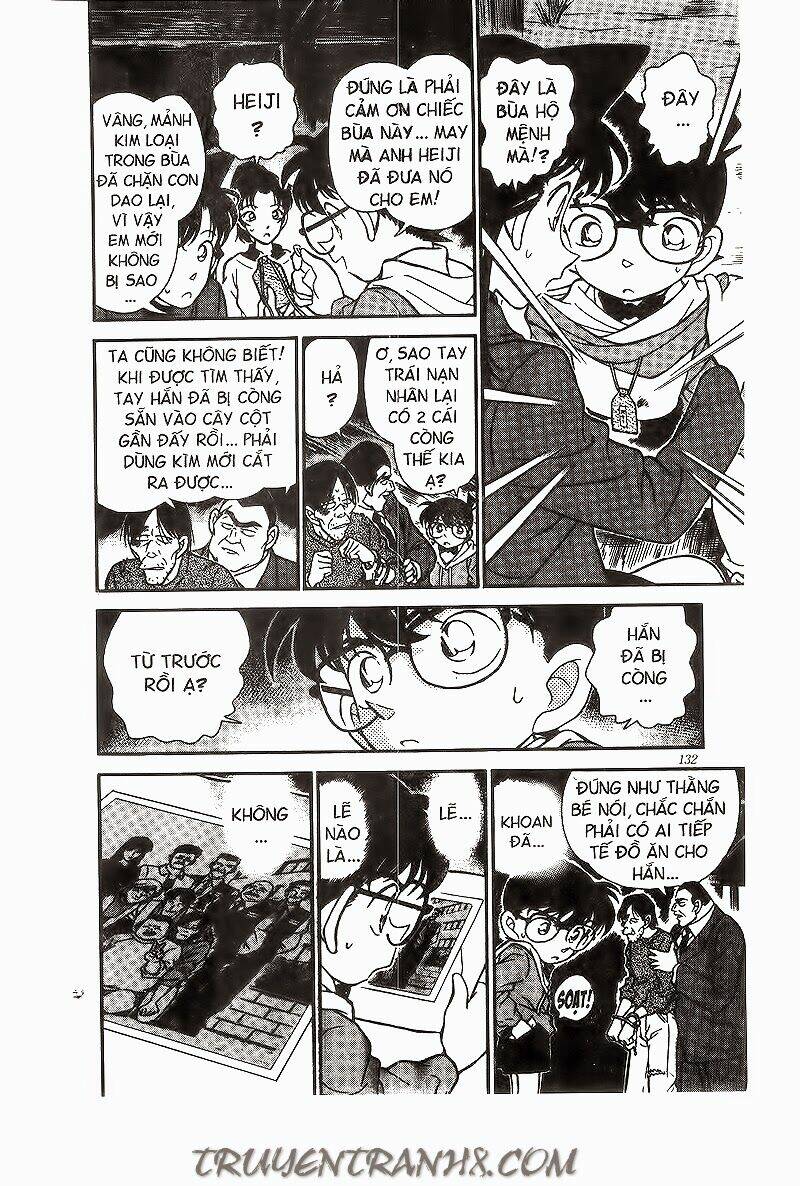 ĐÂY
...
ĐÂY LÀ
BÙA HỘ
MỆNH
MÀ!?
ĐÚNG LÀ PHẢI
CẢM ƠN CHIẾC
BÙA NÀY... MAY
MÀ ANH HEIJI
ĐÃ ĐƯA NÓ
CHO EM!
HEIJI
?
VÂNG, MẢNH
KIM LOẠI
TRONG BÙA
ĐÃ CHẶN CON
DAO LẠI,
VÌ VẬY
EM MỚI
KHÔNG
BỊ SAO
...
Ơ, SAO TAY
TRÁI NẠN
NHÂN LẠI
CÓ 2 CÁI
CÒNG
THẾ KIA
Ạ?
HẢ
?
TA CŨNG KHÔNG BIẾT!
KHI ĐƯỢC TÌM THẤY,
TAY HẮN ĐÃ BỊ CÒNG
SẴN VÀO CÂY CỘT
GẦN ĐẤY RỒI... PHẢI
DÙNG KÌM MỚI CẮT
RA ĐƯỢC...
HẮN
ĐÃ BỊ
CÒNG
...
TỪ TRƯỚC
RỒI Ạ?
132
ĐÚNG NHƯ THẰNG
BÉ NÓI, CHẮC CHẮN
PHẢI CÓ AI TIẾP
TẾ ĐỒ ĂN CHO
HẮN...
KHOAN
ĐÃ...
SOẠT!
LẼ...
LẼ
NÀO
LÀ...
KHÔNG
...
TRUYENTRANH8.COM